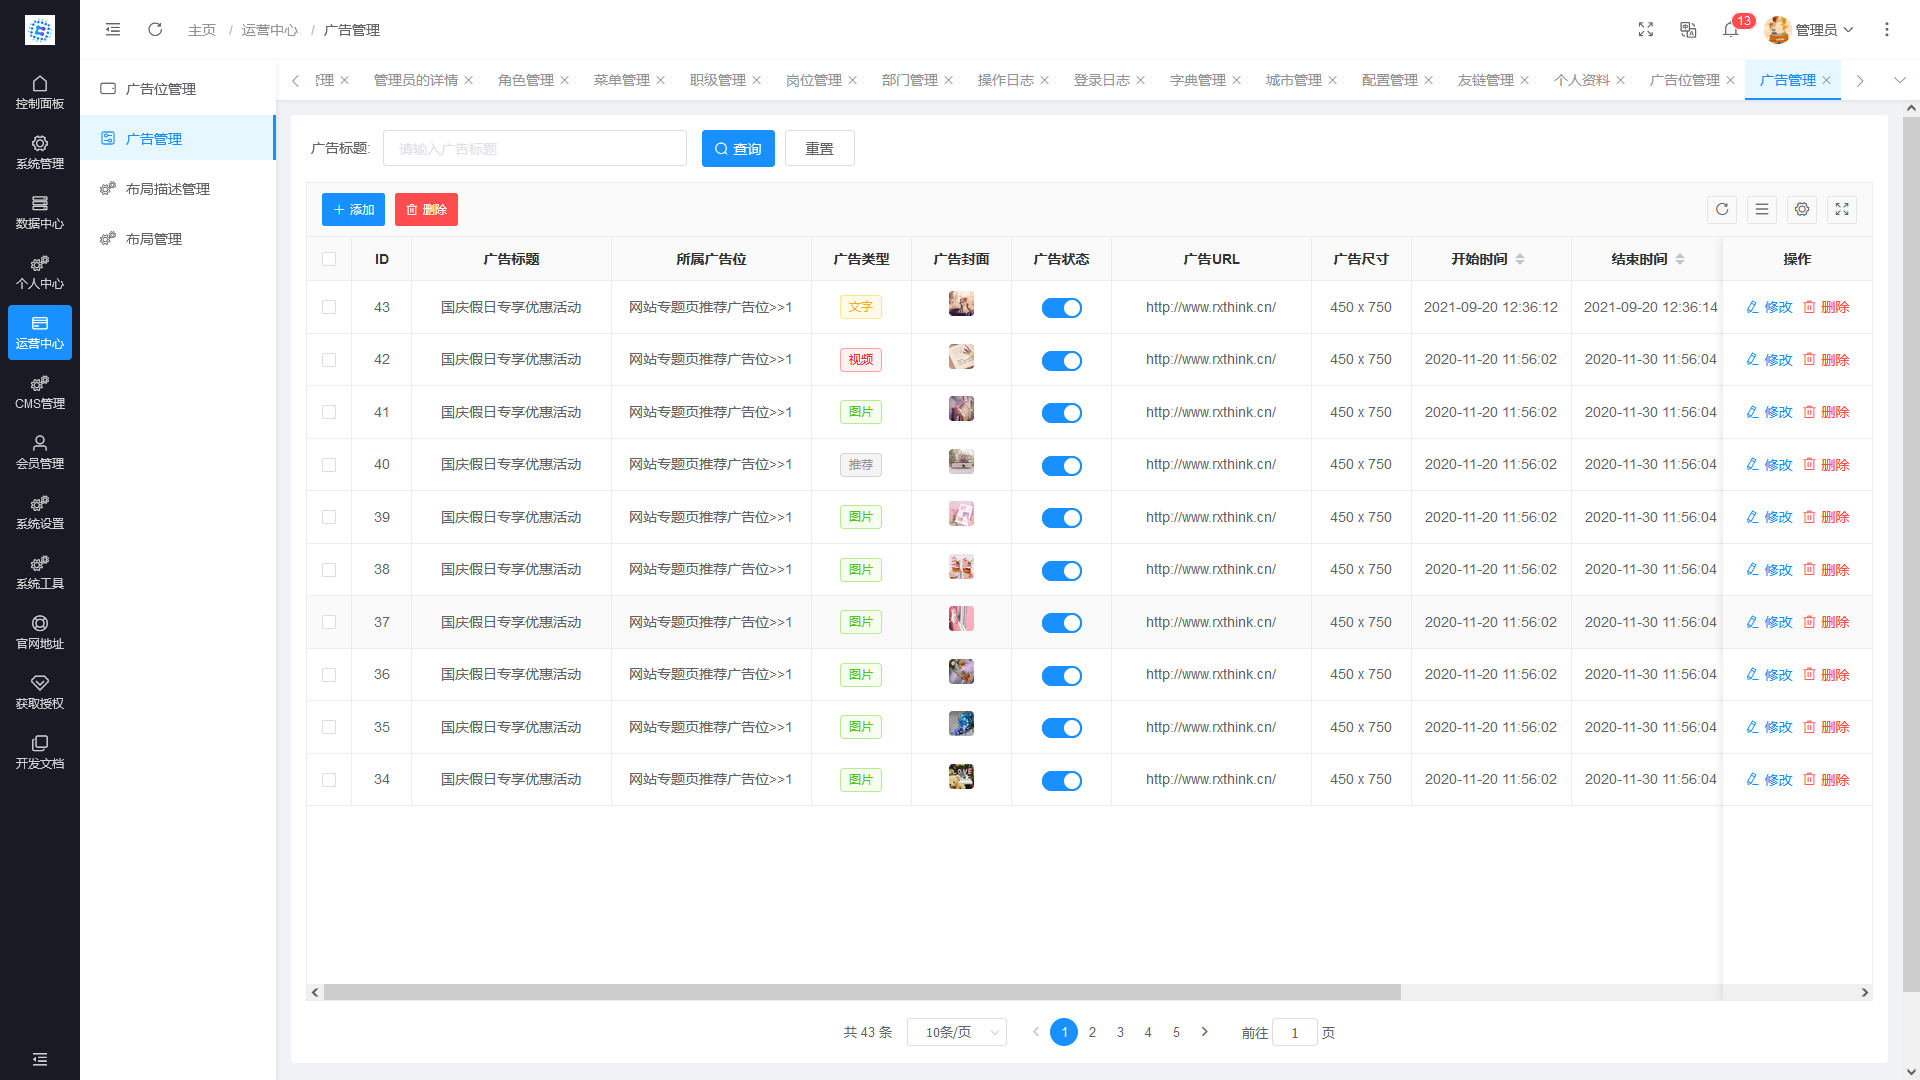 主页 / 运营中心 / 广告管理
13
管理员
控制面板
系统管理
数据中心
个人中心
运营中心
CMS管理
会员管理
系统设置
系统工具
官网地址
获取授权
开发文档
广告位管理
广告管理
布局描述管理
布局管理
管理 管理员的详情 角色管理 菜单管理 职级管理 岗位管理 部门管理 操作日志 登录日志 字典管理 城市管理 配置管理 友链管理 个人资料 广告位管理 广告管理
广告标题: 请输入广告标题 查询 重置
添加 删除
ID 广告标题 所属广告位 广告类型 广告封面 广告状态 广告URL 广告尺寸 开始时间 结束时间 操作
43 国庆假日专享优惠活动 网站专题页推荐广告位>>1 文字 http://www.rxthink.cn/ 450 x 750 2021-09-20 12:36:12 2021-09-20 12:36:14 修改 删除
42 国庆假日专享优惠活动 网站专题页推荐广告位>>1 视频 http://www.rxthink.cn/ 450 x 750 2020-11-20 11:56:02 2020-11-30 11:56:04 修改 删除
41 国庆假日专享优惠活动 网站专题页推荐广告位>>1 图片 http://www.rxthink.cn/ 450 x 750 2020-11-20 11:56:02 2020-11-30 11:56:04 修改 删除
40 国庆假日专享优惠活动 网站专题页推荐广告位>>1 推荐 http://www.rxthink.cn/ 450 x 750 2020-11-20 11:56:02 2020-11-30 11:56:04 修改 删除
39 国庆假日专享优惠活动 网站专题页推荐广告位>>1 图片 http://www.rxthink.cn/ 450 x 750 2020-11-20 11:56:02 2020-11-30 11:56:04 修改 删除
38 国庆假日专享优惠活动 网站专题页推荐广告位>>1 图片 http://www.rxthink.cn/ 450 x 750 2020-11-20 11:56:02 2020-11-30 11:56:04 修改 删除
37 国庆假日专享优惠活动 网站专题页推荐广告位>>1 图片 http://www.rxthink.cn/ 450 x 750 2020-11-20 11:56:02 2020-11-30 11:56:04 修改 删除
36 国庆假日专享优惠活动 网站专题页推荐广告位>>1 图片 http://www.rxthink.cn/ 450 x 750 2020-11-20 11:56:02 2020-11-30 11:56:04 修改 删除
35 国庆假日专享优惠活动 网站专题页推荐广告位>>1 图片 http://www.rxthink.cn/ 450 x 750 2020-11-20 11:56:02 2020-11-30 11:56:04 修改 删除
34 国庆假日专享优惠活动 网站专题页推荐广告位>>1 图片 LOVE http://www.rxthink.cn/ 450 x 750 2020-11-20 11:56:02 2020-11-30 11:56:04 修改 删除
共 43 条 10条/页 1 2 3 4 5 前往 1 页